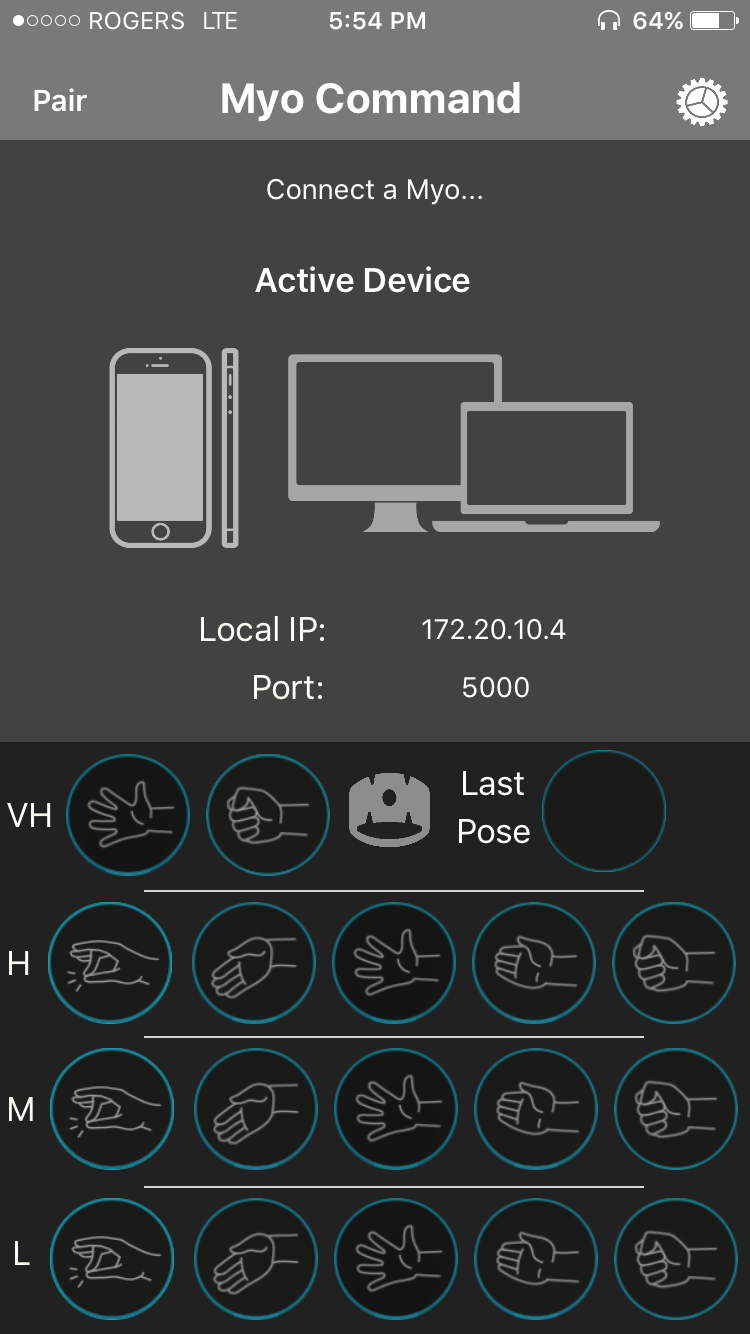 ROGERS LTE 5:54 PM 64%
Pair Myo Command
Connect a Myo...
Active Device
Local IP: 172.20.10.4
Port: 5000
VH Last
Pose
H
M
L